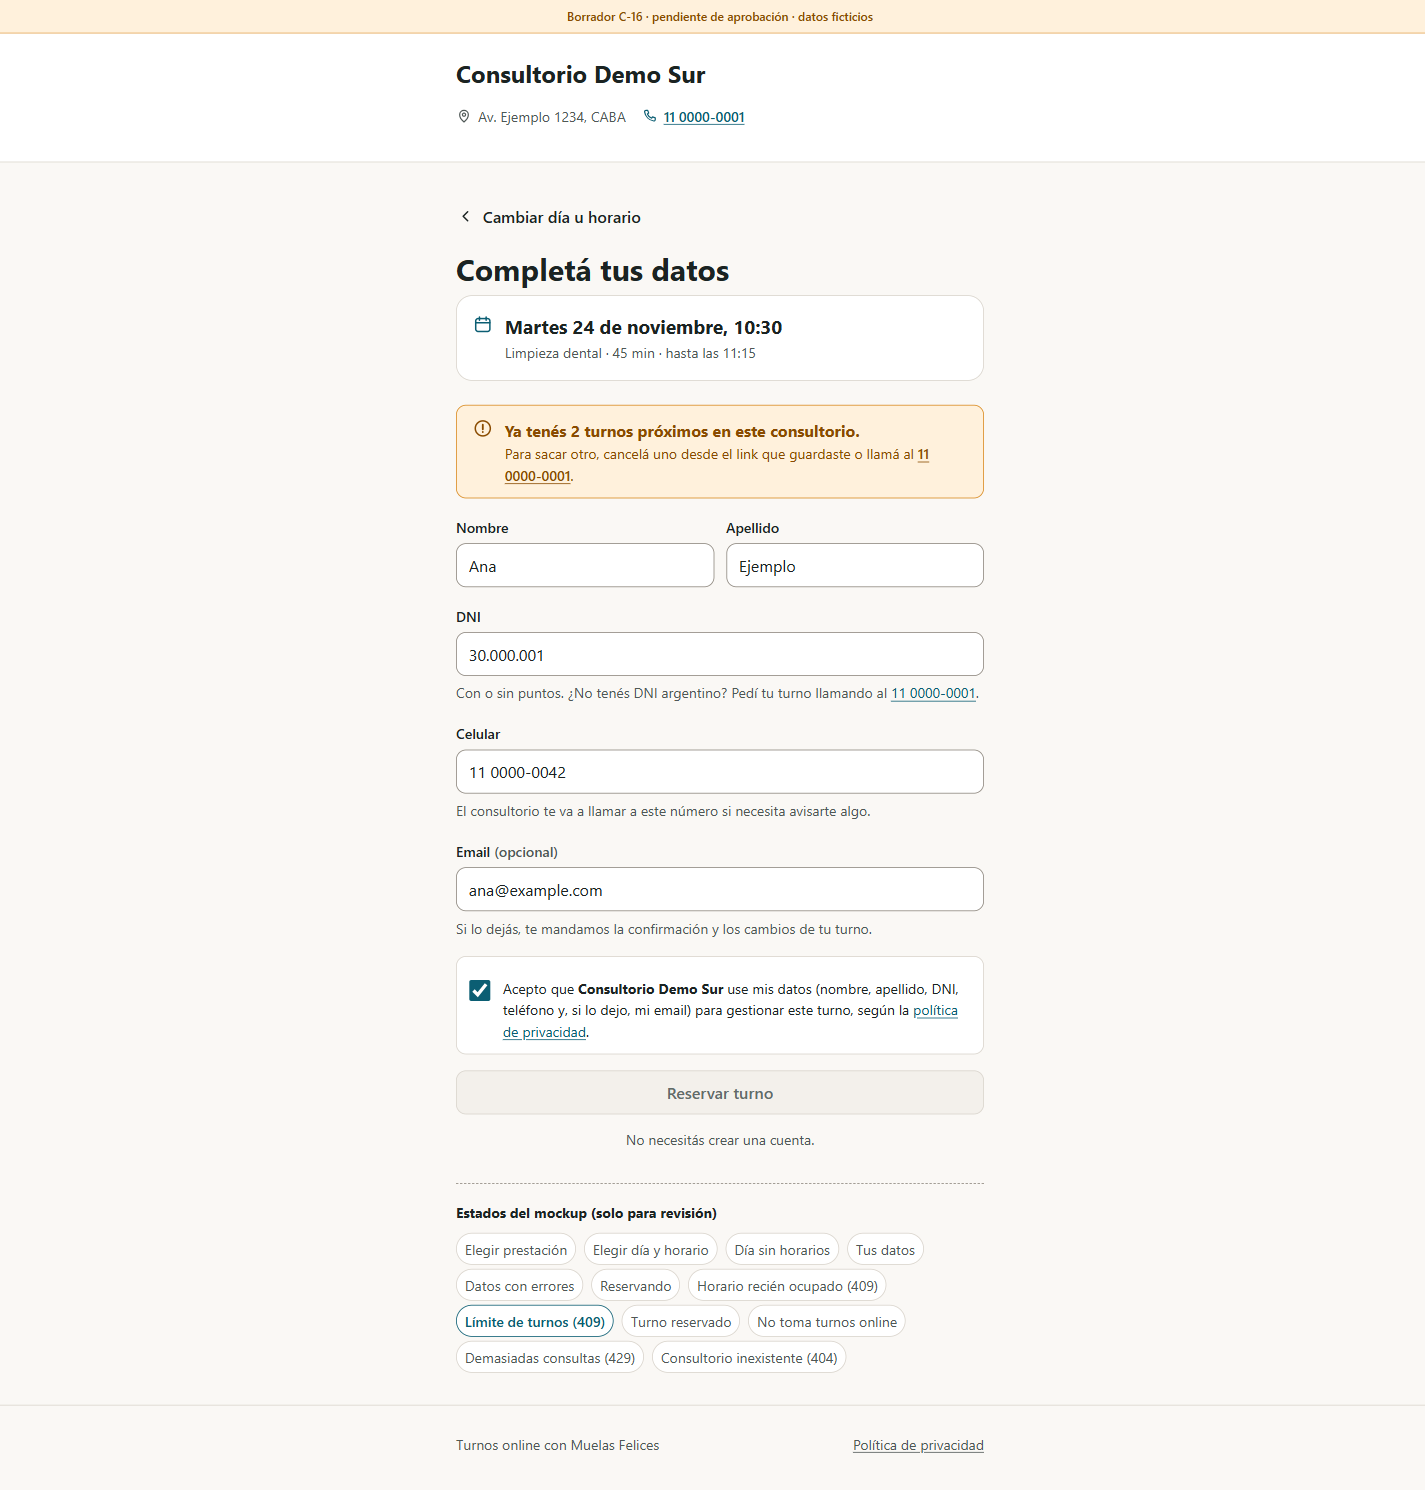 Borrador C-16 · pendiente de aprobación · datos ficticios
Consultorio Demo Sur
Av. Ejemplo 1234, CABA 11 0000-0001
Cambiar día u horario
Completá tus datos
Martes 24 de noviembre, 10:30
Limpieza dental · 45 min · hasta las 11:15
Ya tenés 2 turnos próximos en este consultorio.
Para sacar otro, cancelá uno desde el link que guardaste o llamá al 11
0000-0001.
Nombre Apellido
Ana Ejemplo
DNI
30.000.001
Con o sin puntos. ¿No tenés DNI argentino? Pedí tu turno llamando al 11 0000-0001.
Celular
11 0000-0042
El consultorio te va a llamar a este número si necesita avisarte algo.
Email (opcional)
ana@example.com
Si lo dejás, te mandamos la confirmación y los cambios de tu turno.
Acepto que Consultorio Demo Sur use mis datos (nombre, apellido, DNI,
teléfono y, si lo dejo, mi email) para gestionar este turno, según la política
de privacidad.
Reservar turno
No necesitás crear una cuenta.
Estados del mockup (solo para revisión)
Elegir prestación Elegir día y horario Día sin horarios Tus datos
Datos con errores Reservando Horario recién ocupado (409)
Límite de turnos (409) Turno reservado No toma turnos online
Demasiadas consultas (429) Consultorio inexistente (404)
Turnos online con Muelas Felices Política de privacidad